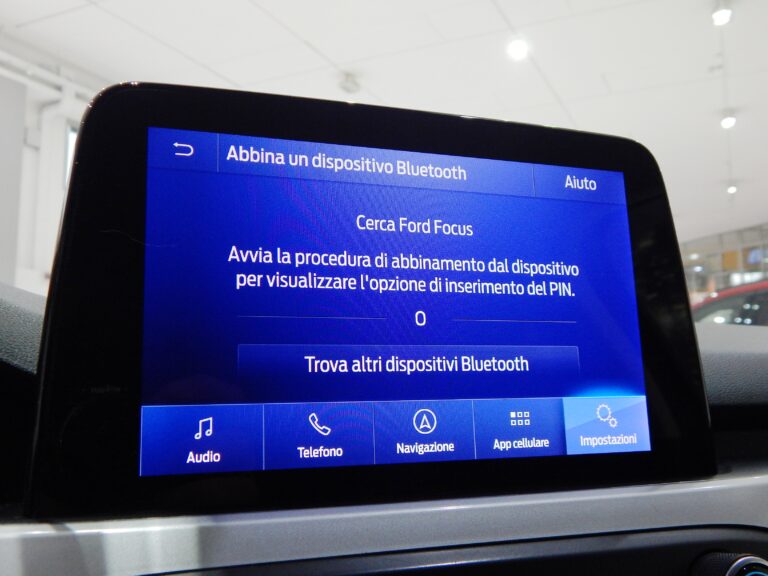 Abbina un dispositivo Bluetooth
Aiuto
Cerca Ford Focus
Avvia la procedura di abbinamento dal dispositivo
per visualizzare l'opzione di inserimento del PIN.
O
Trova altri dispositivi Bluetooth
Audio
Telefono
Navigazione
App cellulare
Impostazioni